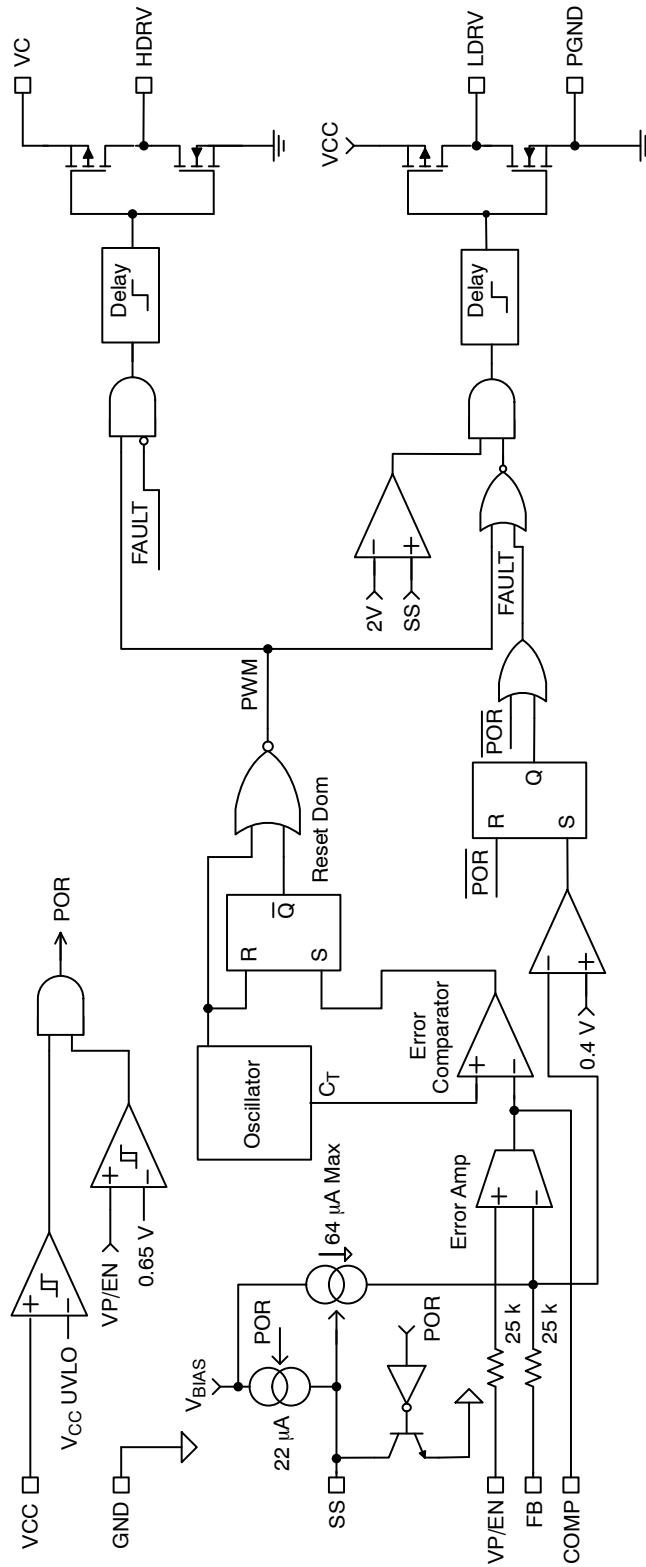 VCC
VCC UVLO
+
−
VP/EN
0.65 V
+
−
POR
GND
VBIAS
22 µA
POR
64 µA Max
SS
POR
VP/EN
25 k
FB
25 k
COMP
Error Amp
+
−
Oscillator
CT
Error
Comparator
+
−
R
S
Q
Reset Dom
PWM
0.4 V
−
+
POR
R
S
Q
POR
FAULT
2V
SS
−
+
FAULT
Delay
VC
HDRV
Delay
VCC
LDRV
PGND